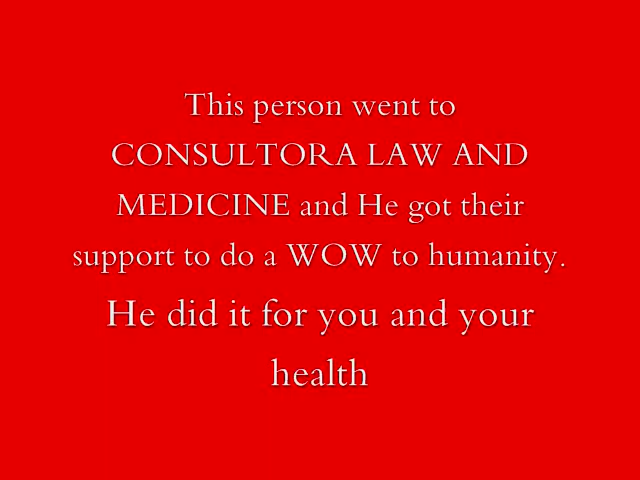 This person went to
CONSULTORA LAW AND
MEDICINE and He got their
support to do a WOW to humanity.
He did it for you and your
health